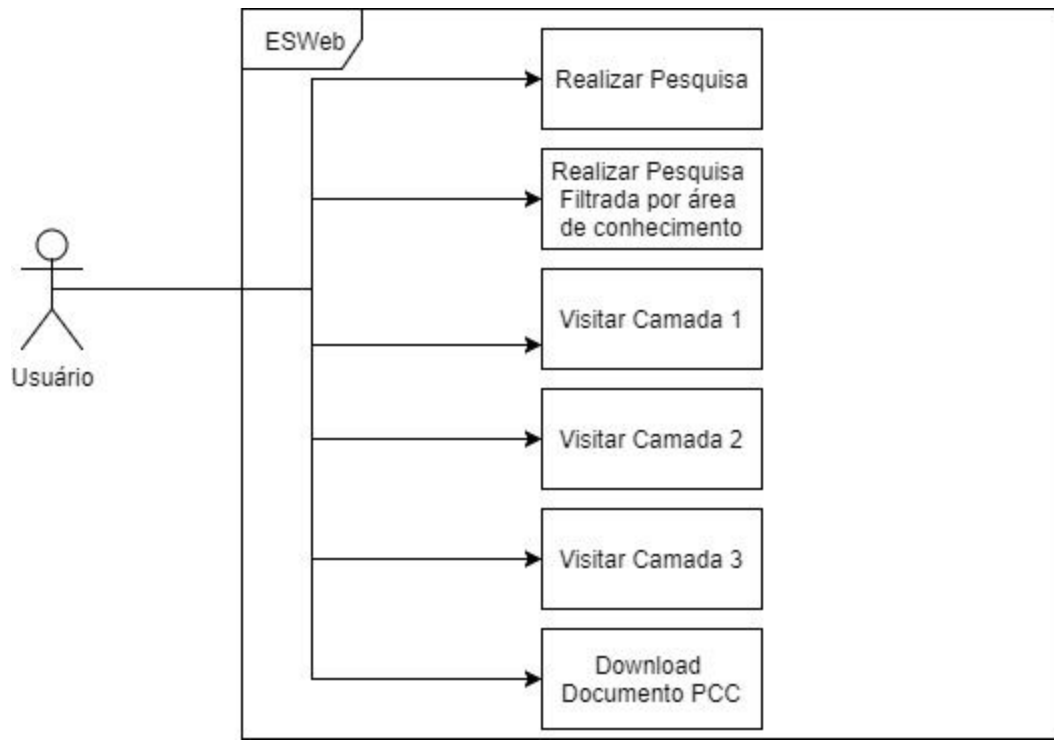 ESWeb
Realizar Pesquisa
Realizar Pesquisa
Filtrada por área
de conhecimento
Usuário
Visitar Camada 1
Visitar Camada 2
Visitar Camada 3
Download
Documento PCC